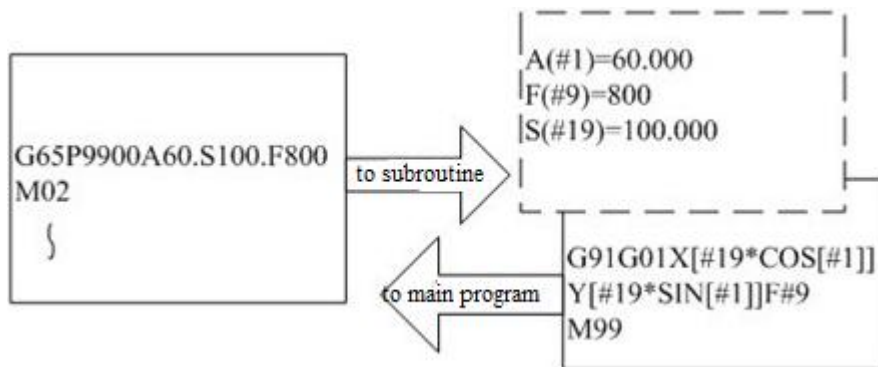 G65P9900A60.S100.F800
M02
to subroutine
A(#1)=60.000
F(#9)=800
S(#19)=100.000
G91G01X[#19*COS[#1]]
Y[#19*SIN[#1]]F#9
M99
to main program